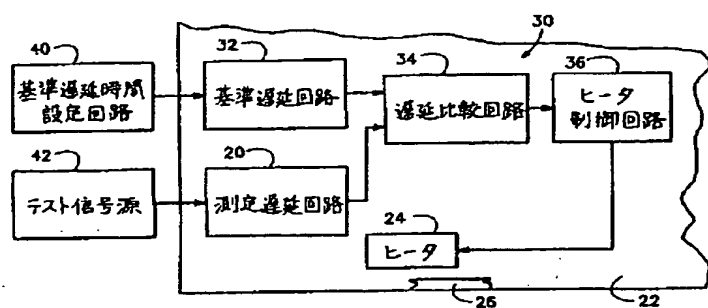 30
40
32
34
36
基準遅延時間
設定回路
基準遅延回路
遅延比較回路
ヒータ
制御回路
42
20
テスト信号源
測定遅延回路
24
ヒータ
26
22